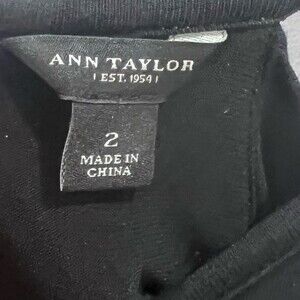 ANN TAYLOR
| EST. 1954 |
2
MADE IN
CHINA